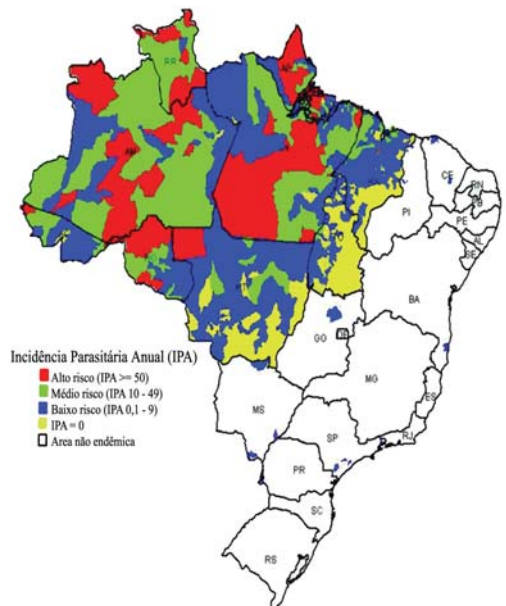 RR
AP
AM
CE
RN
PB
PI
PE
AL
SE
TO
MT
BA
GO
DF
MG
ES
MS
SP
RJ
PR
SC
RS
Incidência Parasitária Anual (IPA)
Alto risco (IPA >= 50)
Médio risco (IPA 10 - 49)
Baixo risco (IPA 0,1 - 9)
IPA = 0
Area não endêmica